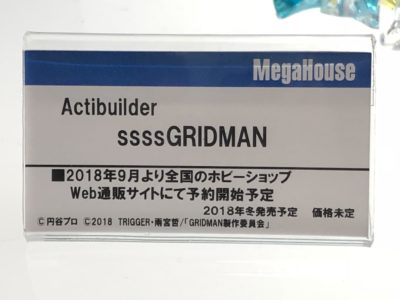 MegaHouse
Actibuilder
ssssGRIDMAN
■2018年9月より全国のホビーショップ
Web通販サイトにて予約開始予定
2018年冬発売予定 価格未定
©円谷プロ ©2018 TRIGGER・雨宮哲/「GRIDMAN製作委員会」